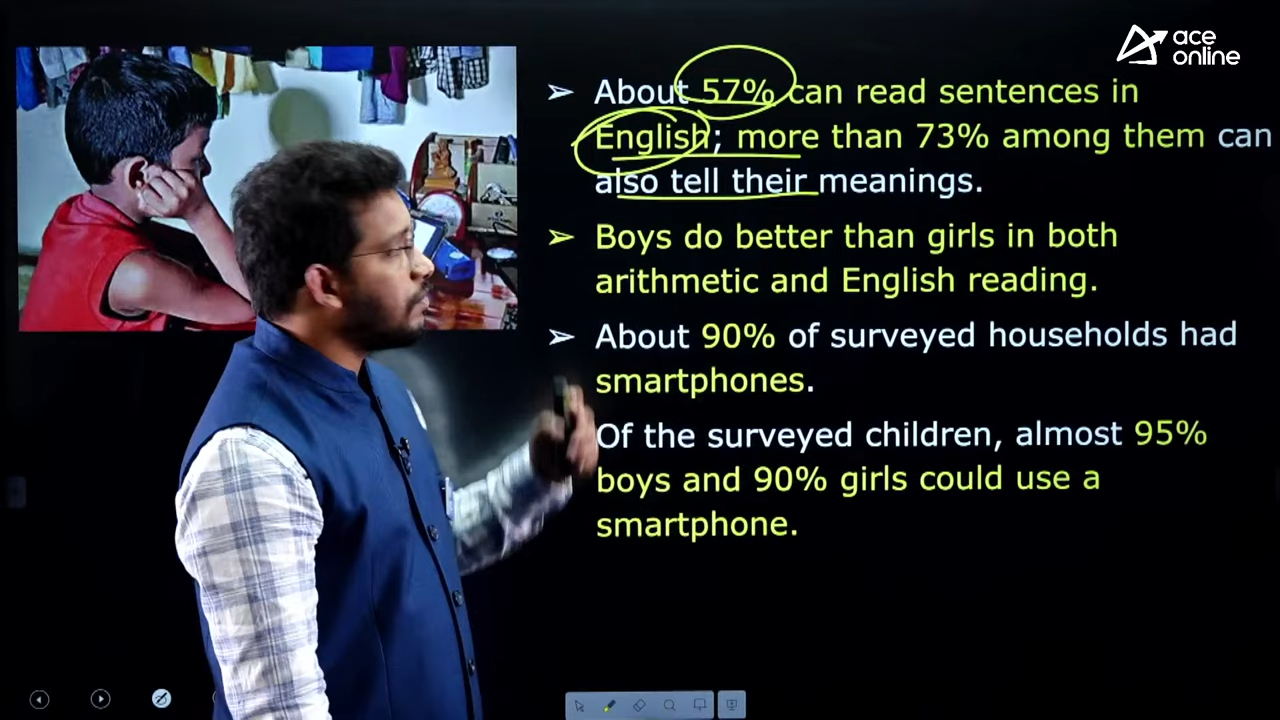 ace
online
About 57% can read sentences in
English; more than 73% among them can
also tell their meanings.
Boys do better than girls in both
arithmetic and English reading.
About 90% of surveyed households had
smartphones.
Of the surveyed children, almost 95%
boys and 90% girls could use a
smartphone.